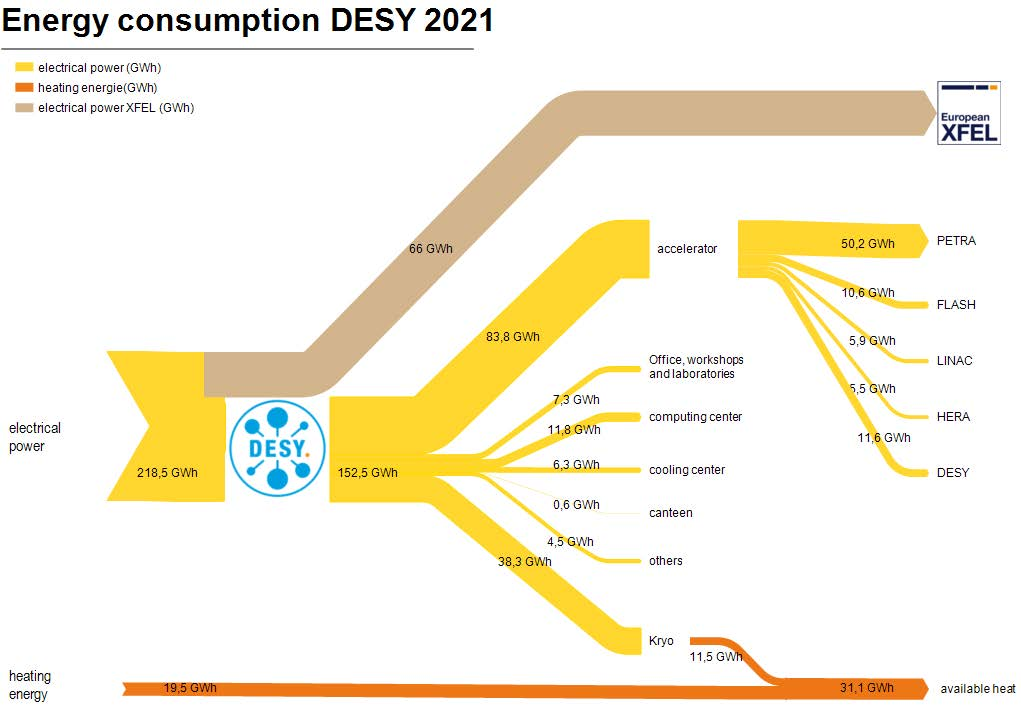 Energy consumption DESY 2021
electrical power (GWh)
heating energie(GWh)
electrical power XFEL (GWh)
European
XFEL
66 GWh
accelerator
50,2 GWh
PETRA
10,6 GWh
FLASH
83,8 GWh
5,9 GWh
LINAC
Office, workshops
and laboratories
7,3 GWh
5,5 GWh
HERA
computing center
11,8 GWh
electrical
power
DESY.
11,6 GWh
218,5 GWh
152,5 GWh
6,3 GWh
cooling center
DESY
0,6 GWh
canteen
4,5 GWh
38,3 GWh
others
Kryo
11,5 GWh
heating
energy
19,5 GWh
31,1 GWh
available heat